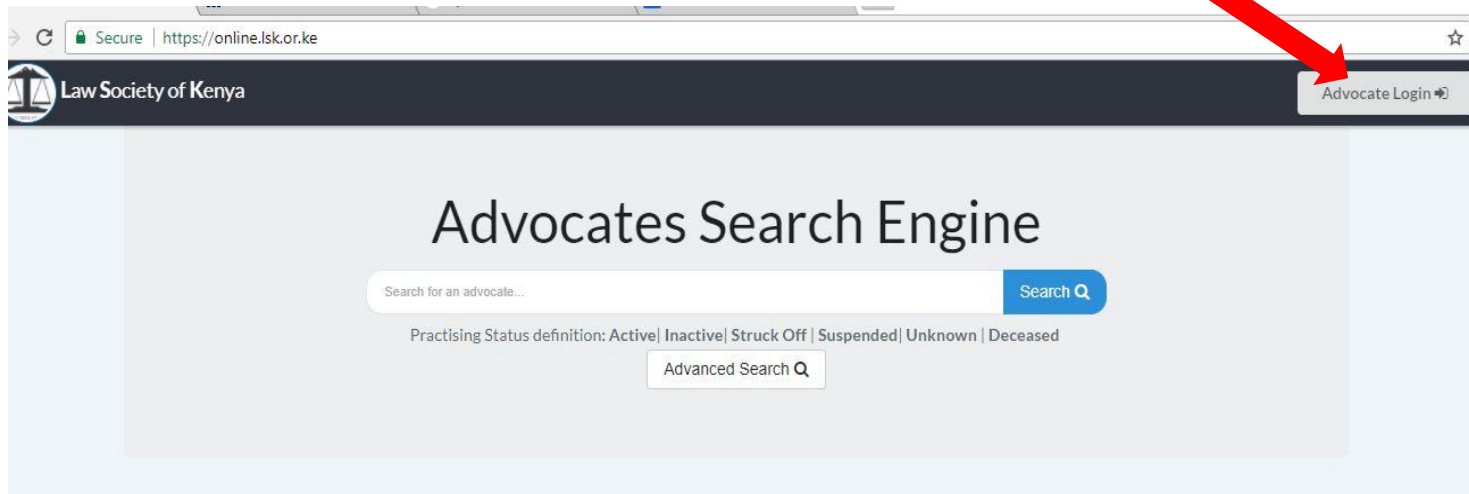 Secure | https://online.lsk.or.ke
Law Society of Kenya
Advocate Login
Advocates Search Engine
Search for an advocate...
Search
Practising Status definition: Active| Inactive| Struck Off | Suspended| Unknown | Deceased
Advanced Search